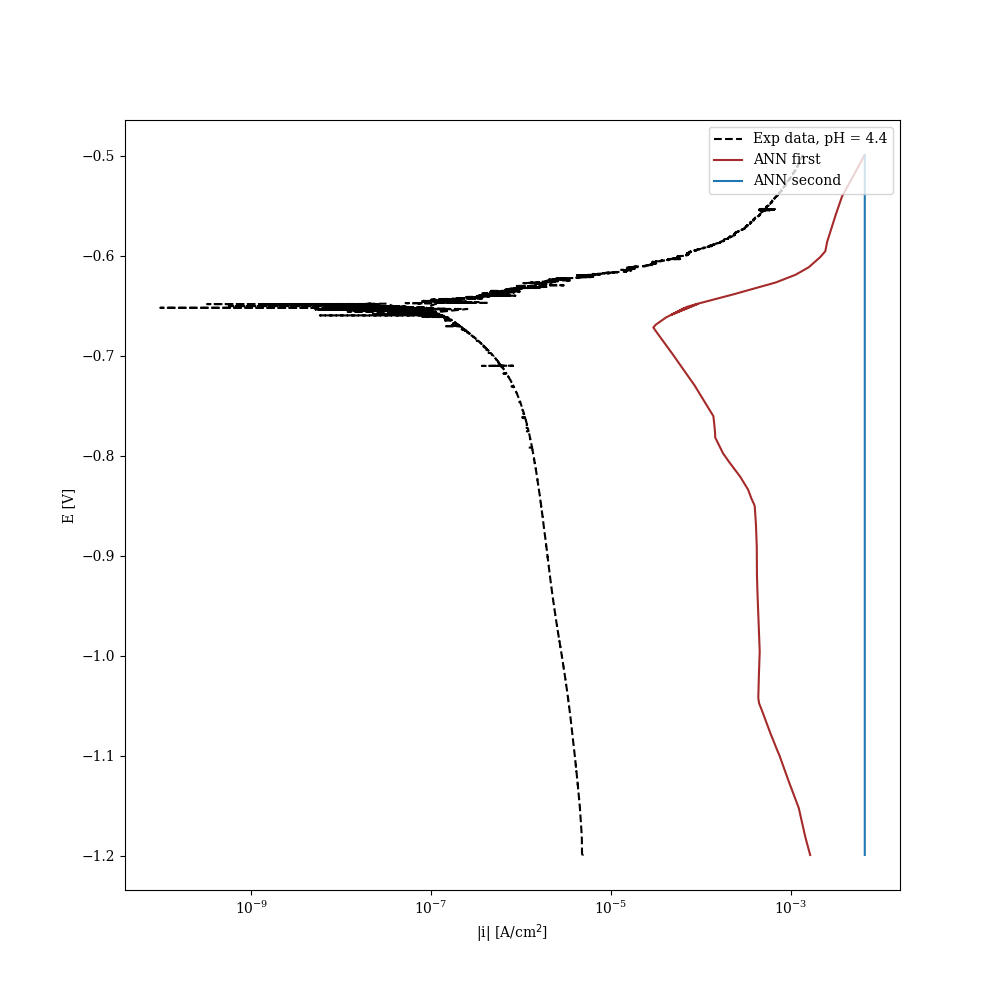 Exp data, pH = 4.4
ANN first
ANN second
−0.5
−0.6
−0.7
−0.8
−0.9
−1.0
−1.1
−1.2
E [V]
10⁻⁹
10⁻⁷
10⁻⁵
10⁻³
|i| [A/cm²]